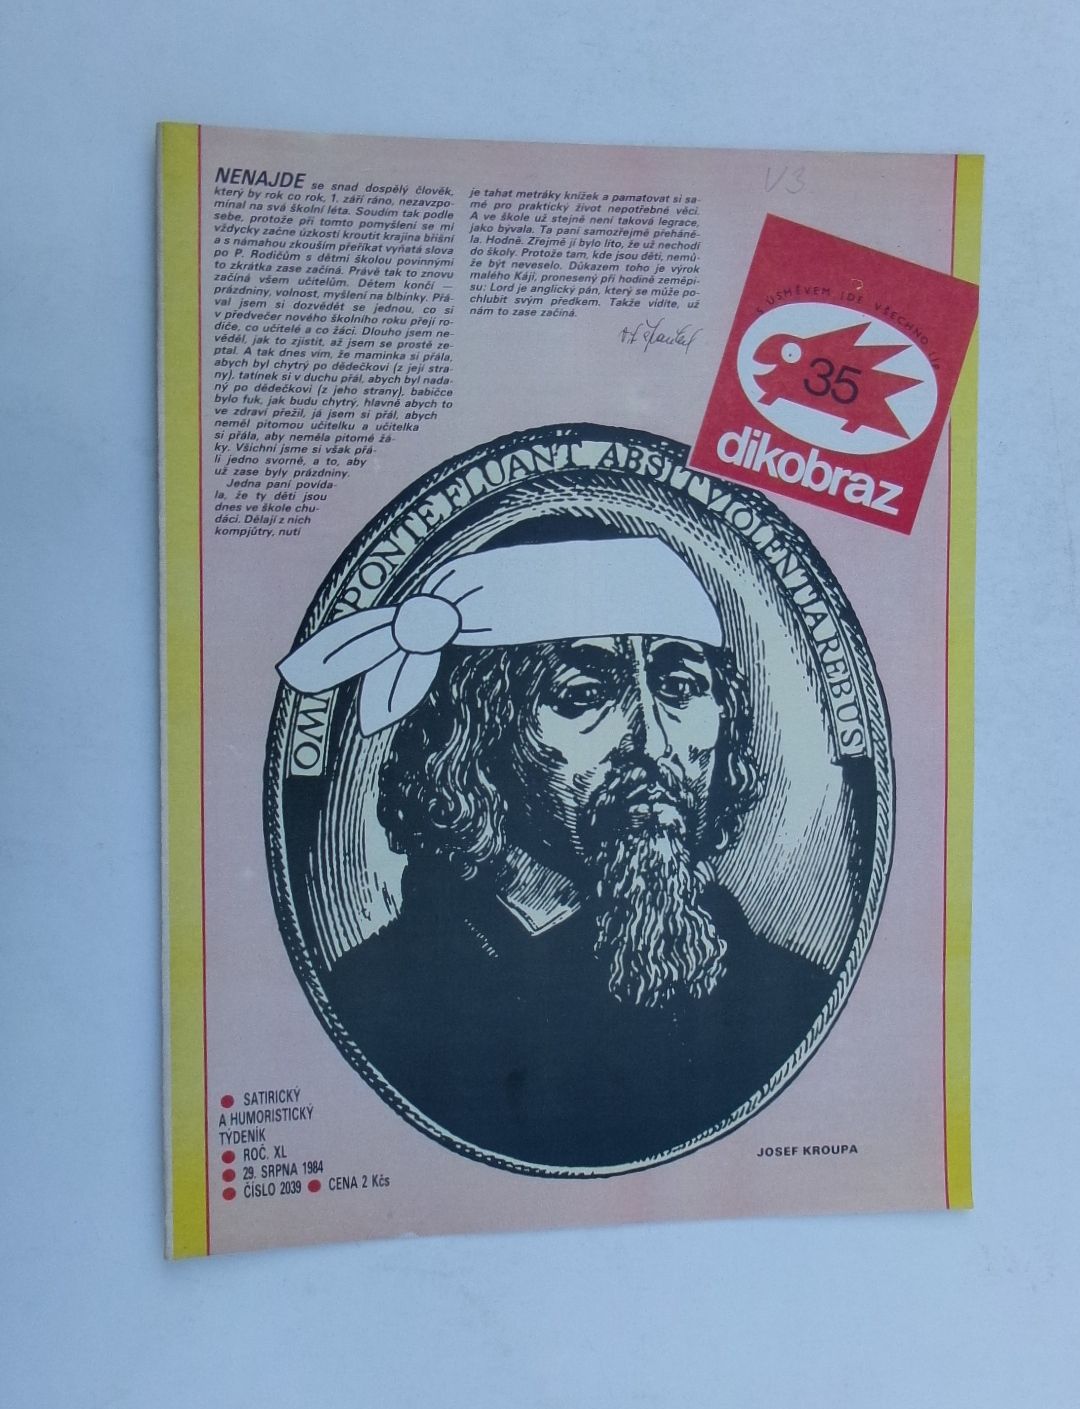 NENAJDE se snad dospělý člověk,
který by rok co rok, 1. září ráno, nezavzpo-
mínal na svá školní léta. Soudím tak podle
sebe, protože při tomto pomyšlení se mi
vždycky začne úzkostí kroutit krajina břišní
a s námahou zkouším přeříkat vyňatá slova
po P. Rodičům s dětmi školou povinnými
to zkrátka zase začíná. Právě tak to znovu
začíná všem učitelům. Dětem končí —
prázdniny, volnost, myšlení na blbinky. Přá-
val jsem si dozvědět se jednou, co si
v předvečer nového školního roku přejí ro-
diče, co učitelé a co žáci. Dlouho jsem ne-
věděl, jak to zjistit, až jsem se prostě ze-
ptal. A tak dnes vím, že maminka si přála,
abych byl chytrý po dědečkovi (z její stra-
ny), tatínek si v duchu přál, abych byl nada-
ný po dědečkovi (z jeho strany), babičce
bylo fuk, jak budu chytrý, hlavně abych to
ve zdraví přežil, já jsem si přál, abych
neměl pitomou učitelku a učitelka
si přála, aby neměla pitomé žá-
ky. Všichni jsme si však přá-
li jedno svorně, a to, aby
už zase byly prázdniny.
Jedna paní povída-
la, že ty děti jsou
dnes ve škole chu-
dáci. Dělají z nich
kompjútry, nutí
je tahat metráky knížek a pamatovat si sa-
mé pro praktický život nepotřebné věci.
A ve škole už stejně není taková legrace,
jako bývala. Ta paní samozřejmě přeháně-
la. Hodně. Zřejmě jí bylo líto, že už nechodí
do školy. Protože tam, kde jsou děti, nemů-
že být neveselo. Důkazem toho je výrok
malého Káji, pronesený při hodině zeměpi-
su: Lord je anglický pán, který se může po-
chlubit svým předkem. Takže vidíte, už
nám to zase začíná.
V3
S ÚSMĚVEM JDE VŠECHNO LÍP
35
dikobraz
OMNIA SPONTE FLUANT ABSIT VIOLENTIA REBUS
SATIRICKÝ
A HUMORISTICKÝ
TÝDENÍK
ROČ. XL
29. SRPNA 1984
ČÍSLO 2039 CENA 2 Kčs
JOSEF KROUPA